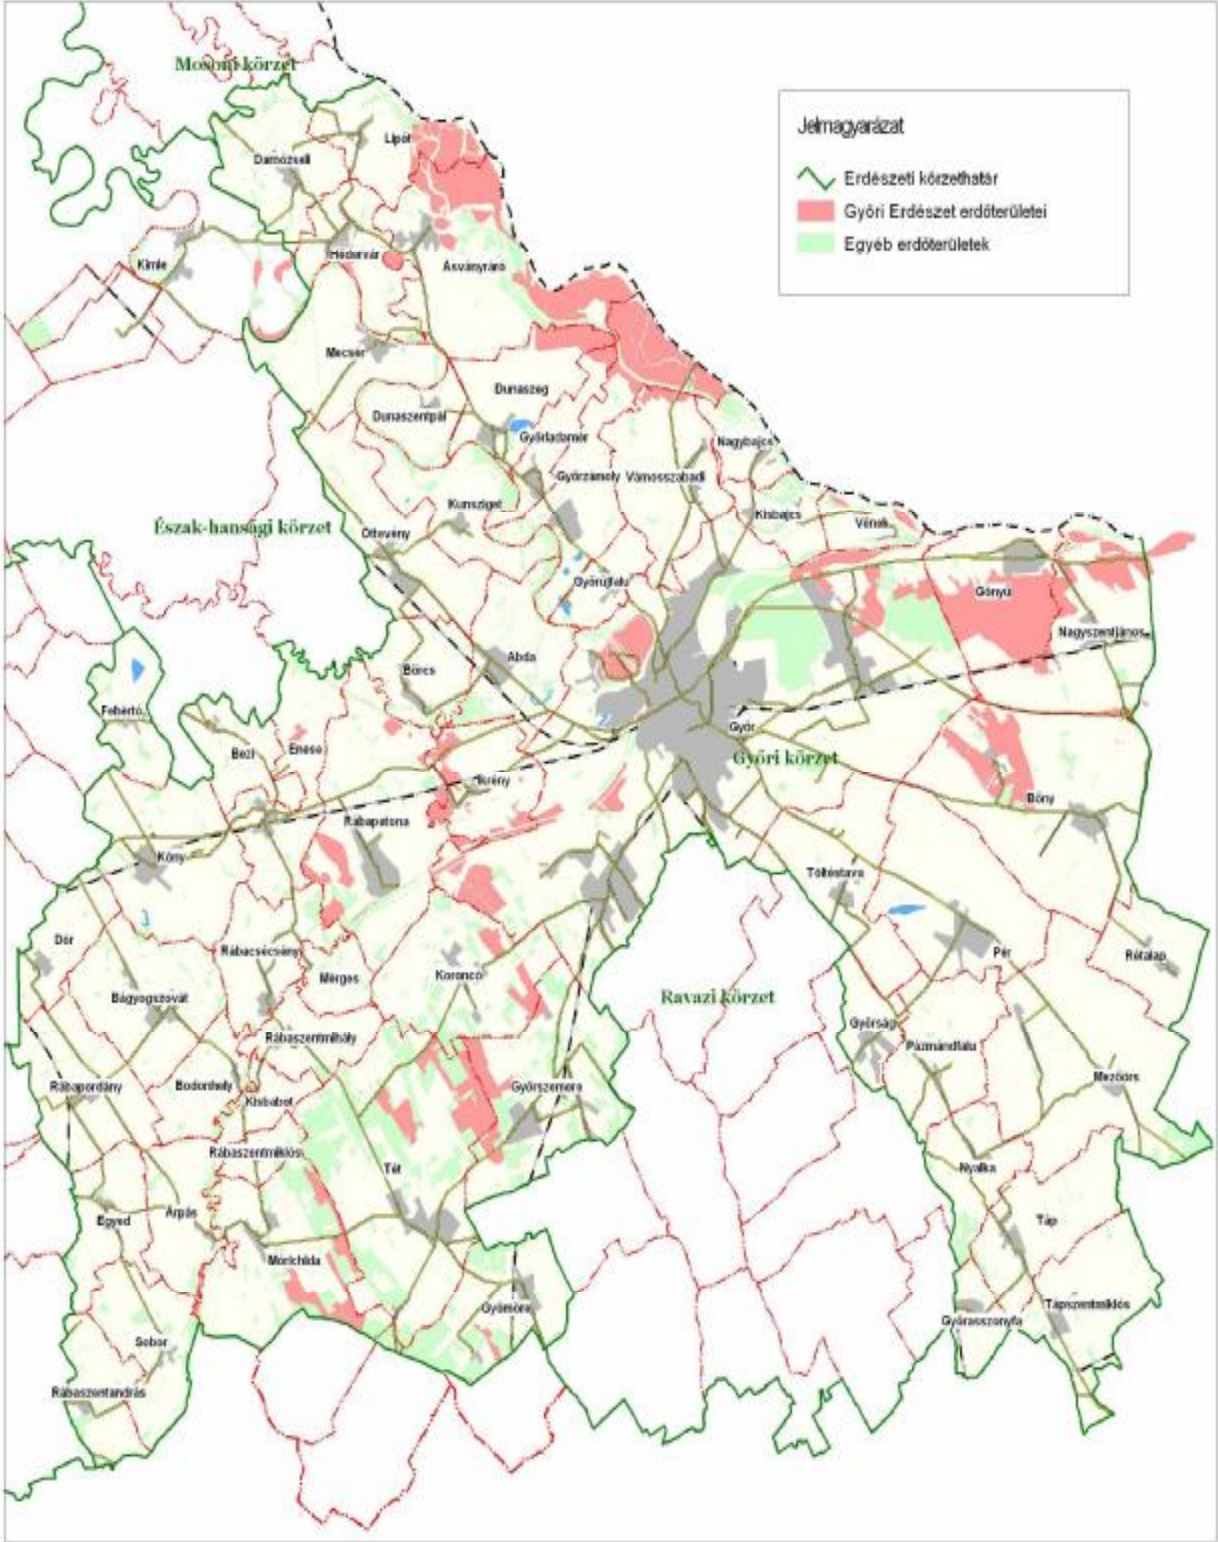 Mosoni körzet
Jelmagyarázat
Lipót
Darnózseli
Erdészeti körzethatár
Győri Erdészet erdőterületei
Egyéb erdőterületek
Hédervár
Kimle
Ásványráró
Mecsér
Dunaszeg
Dunaszentpál
Győrladamér
Nagybajcs
Győrzámoly
Vámosszabadi
Kunsziget
Kisbajcs
Vének
Észak-hansági körzet
Öttevény
Győrújfalu
Gönyü
Nagyszentjános
Abda
Börcs
Fehértó
Győr
Bezi
Enese
Győri körzet
Ikrény
Bőny
Rábapatona
Kóny
Töltéstava
Dör
Rábacsécsény
Mérges
Koroncó
Pér
Rétalap
Bágyogszovát
Ravazi körzet
Győrság
Rábaszentmihály
Pázmándfalu
Rábapordány
Bodonhely
Győrszemere
Mezőörs
Kisbabot
Rábaszentmiklós
Tét
Nyalka
Árpás
Egyed
Táp
Mórichida
Gyömöre
Tápszentmiklós
Győrasszonyfa
Sobor
Rábaszentandrás